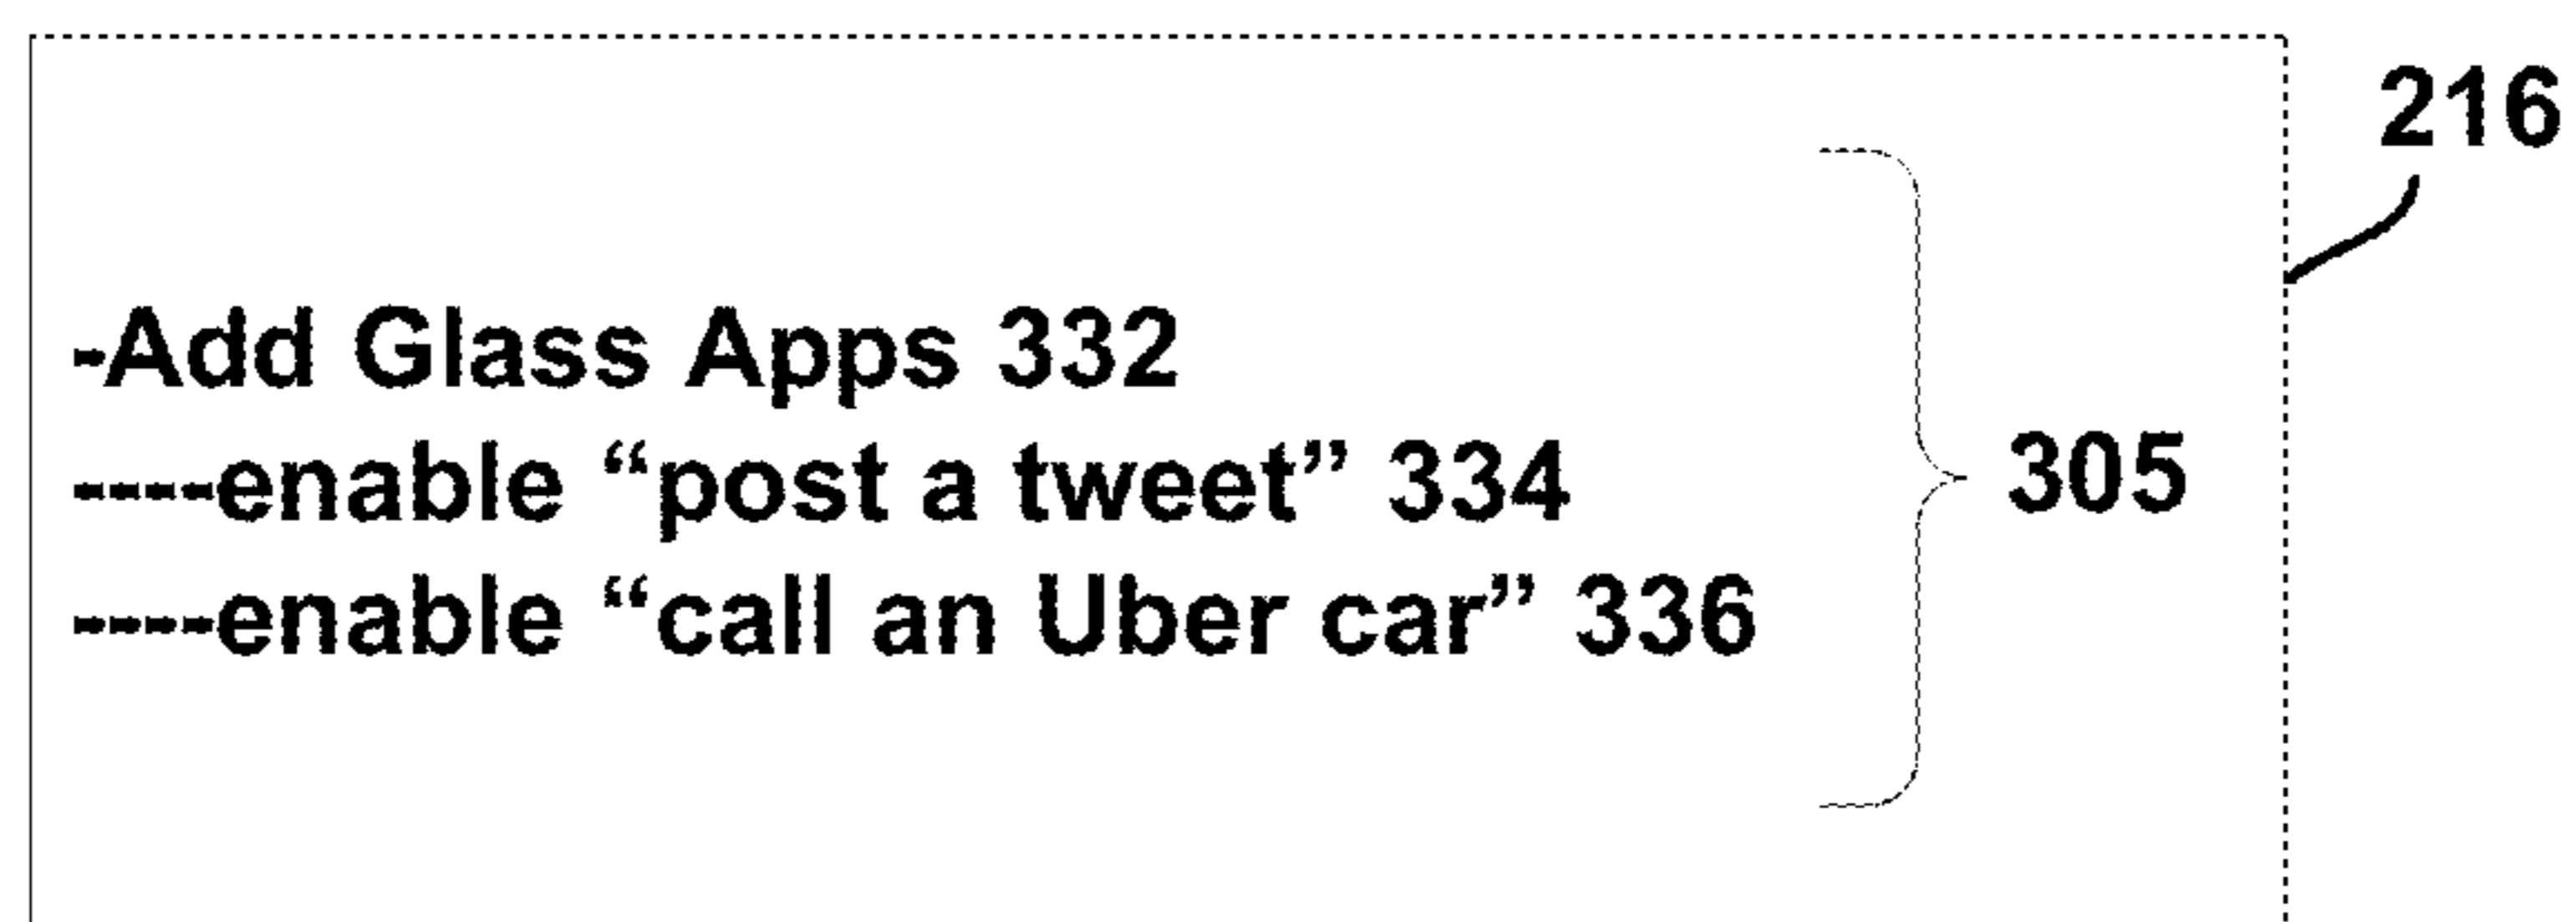 216
-Add Glass Apps 332
----enable “post a tweet” 334
305
----enable “call an Uber car” 336